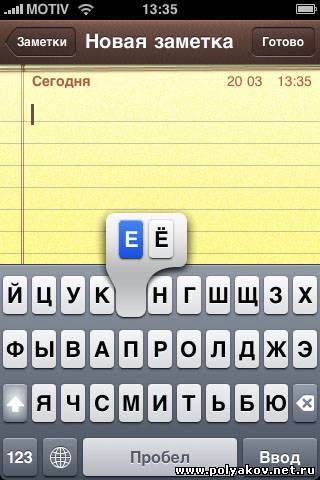 MOTIV 13:35
Заметки Новая заметка Готово
Сегодня 20 03 13:35
Е Ё
Й Ц У К Н Г Ш Щ З Х
Ф Ы В А П Р О Л Д Ж Э
Я Ч С М И Т Ь Б Ю
123 Пробел Ввод
www.polyakov.net.ru